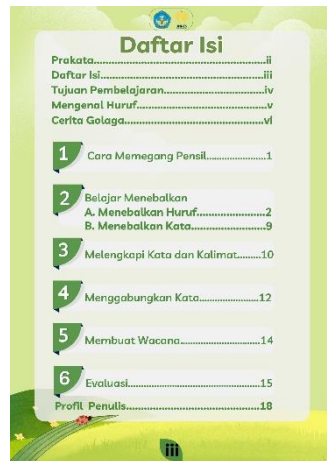 Daftar Isi
Prakata..........................................................ii
Daftar Isi.......................................................iii
Tujuan Pembelajaran..................................iv
Mengenal Huruf............................................v
Cerita Golaga...............................................vi
1 Cara Memegang Pensil........................1
2 Belajar Menebalkan
A. Menebalkan Huruf.......................2
B. Menebalkan Kata.........................9
3 Melengkapi Kata dan Kalimat.........10
4 Menggabungkan Kata.....................12
5 Membuat Wacana...........................14
6 Evaluasi............................................15
Profil Penulis......................................18
iii